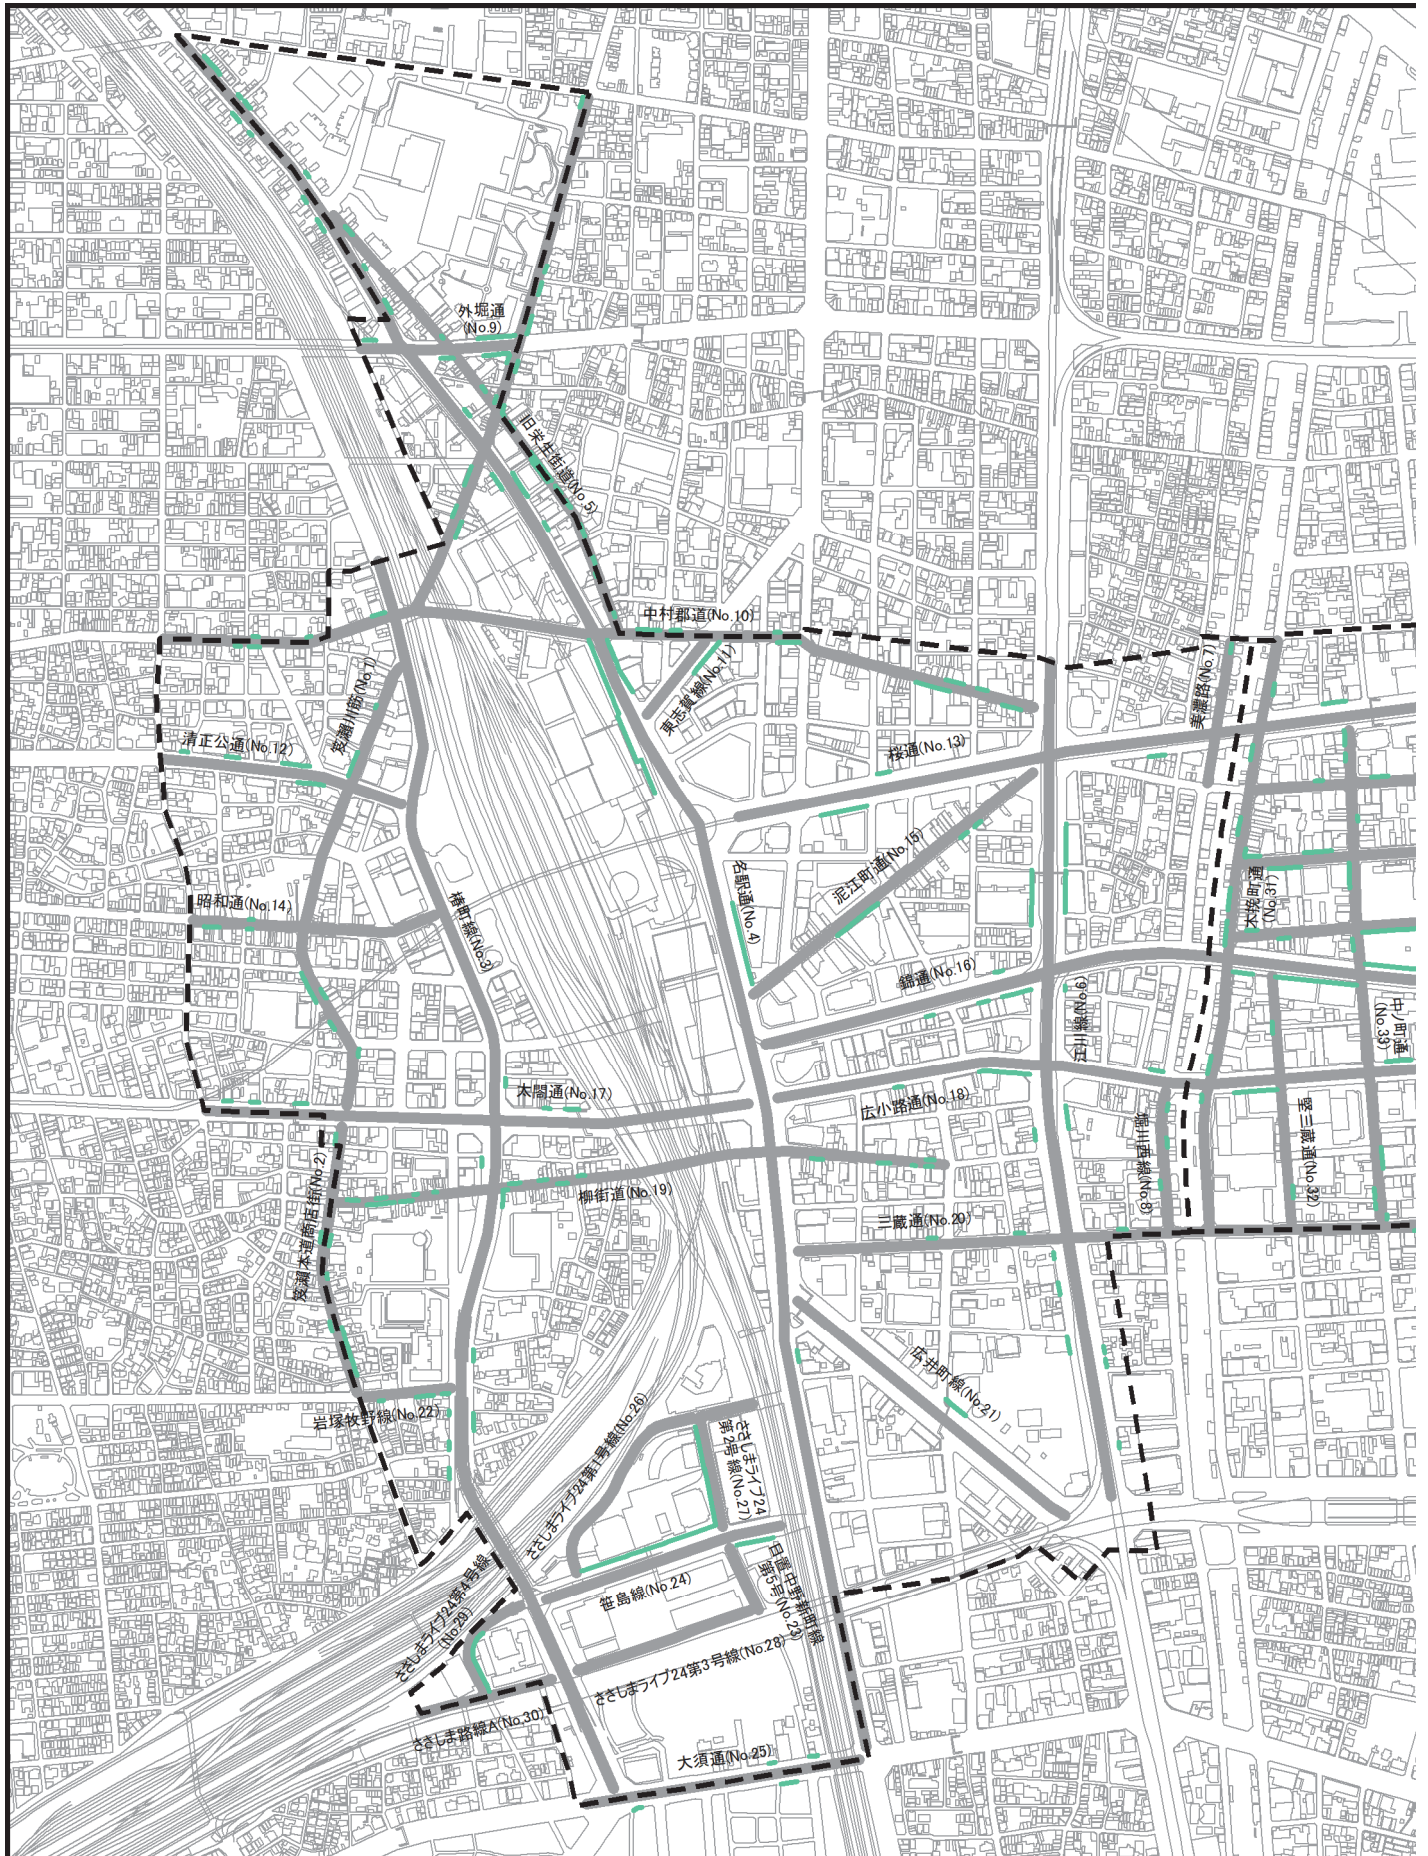 外堀通
(No.9)
旧栄生街道(No.5)
中村郡道(No.10)
東志賀線(No.11)
美濃路(No.7)
笈瀬川筋(No.1)
清正公通(No.12)
桜通(No.13)
泥江町通(No.15)
名駅通(No.4)
木挽町通
(No.31)
昭和通(No.14)
椿町線(No.3)
錦通(No.16)
江川線(No.6)
中ノ町通
(No.33)
太閤通(No.17)
広小路通(No.18)
堀川西線(No.8)
竪三蔵通(No.32)
笈瀬本通商店街(No.2)
柳街道(No.19)
三蔵通(No.20)
広井町線(No.21)
岩塚牧野線(No.22)
ささしまライブ24第1号線(No.26)
ささしまライブ24
第2号線(No.27)
日置中野新町線
第5号(No.23)
笹島線(No.24)
ささしまライブ24第4号線
(No.29)
ささしまライブ24第3号線(No.28)
ささしま路線A(No.30)
大須通(No.25)